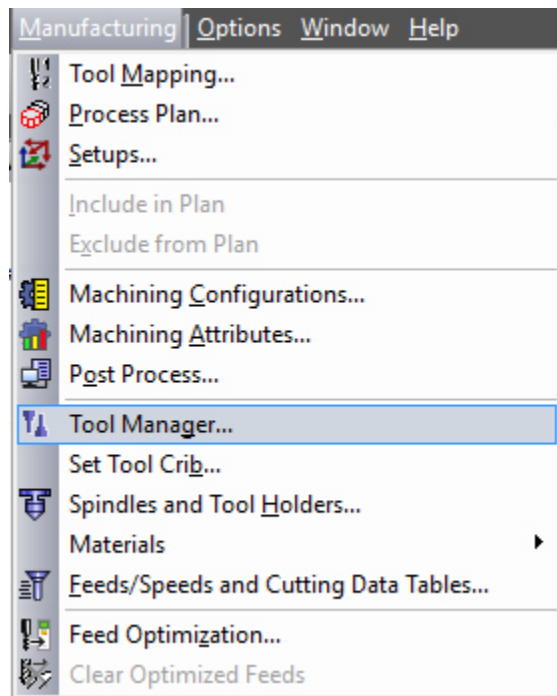 Manufacturing Options Window Help
Tool Mapping...
Process Plan...
Setups...
Include in Plan
Exclude from Plan
Machining Configurations...
Machining Attributes...
Post Process...
Tool Manager...
Set Tool Crib...
Spindles and Tool Holders...
Materials
Feeds/Speeds and Cutting Data Tables...
Feed Optimization...
Clear Optimized Feeds